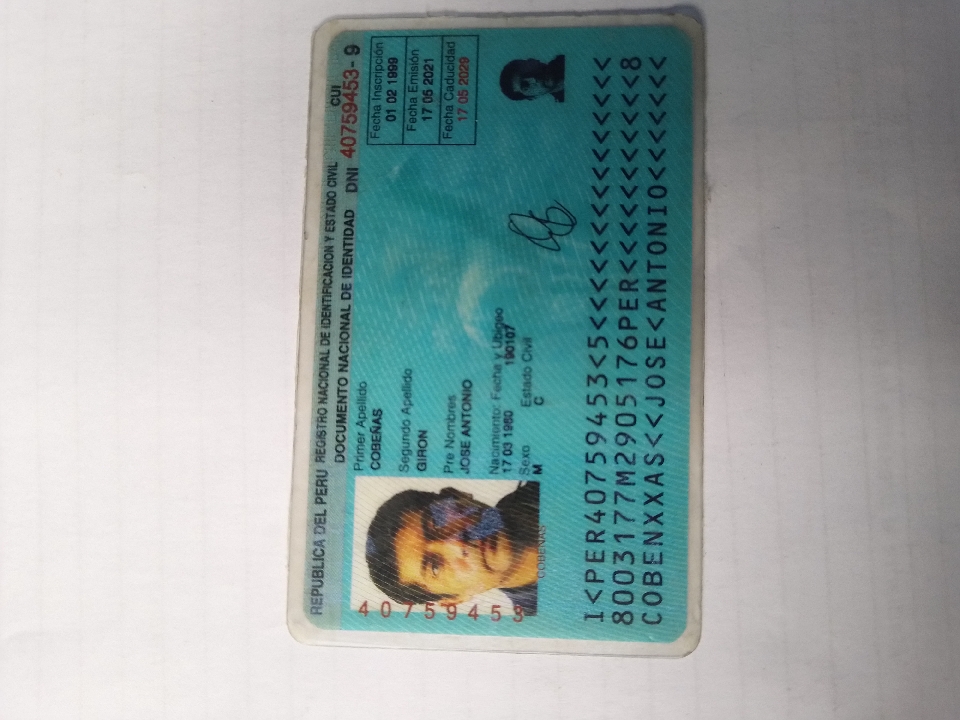 REPUBLICA DEL PERU REGISTRO NACIONAL DE IDENTIFICACION Y ESTADO CIVIL
DOCUMENTO NACIONAL DE IDENTIDAD DNI 40759453 - 9
CUI
Primer Apellido
COBEÑAS
Segundo Apellido
GIRON
Pre Nombres
JOSE ANTONIO
Nacimiento: Fecha y Ubigeo
17 03 1980 190107
Sexo Estado Civil
M C
Fecha Inscripción
01 02 1999
Fecha Emisión
17 05 2021
Fecha Caducidad
17 05 2029
40759453
COBEÑAS
I<PER40759453<5<<<<<<<<<<<<<<<
8003177M2905176PER<<<<<<<<<<<8
COBENXXAS<<JOSE<ANTONIO<<<<<<<